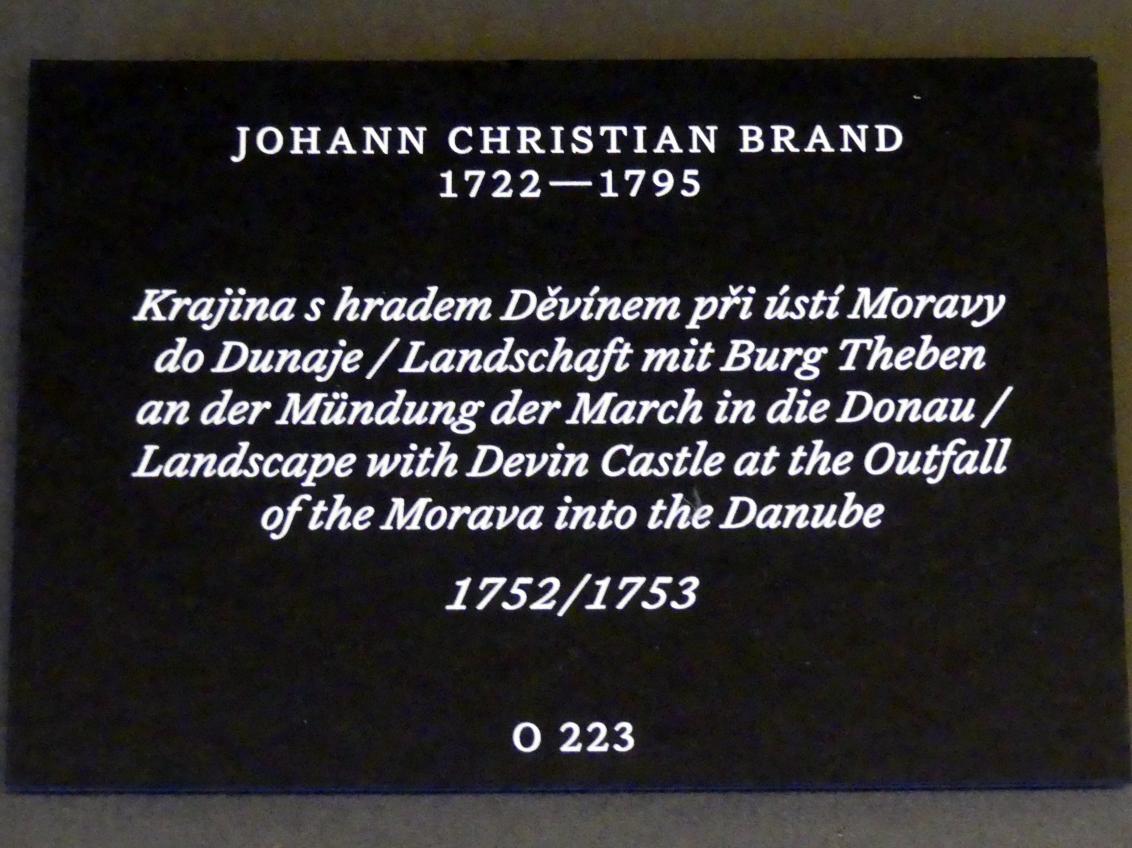 JOHANN CHRISTIAN BRAND
1722—1795
Krajina s hradem Děvínem při ústí Moravy
do Dunaje / Landschaft mit Burg Theben
an der Mündung der March in die Donau /
Landscape with Devin Castle at the Outfall
of the Morava into the Danube
1752/1753
O 223